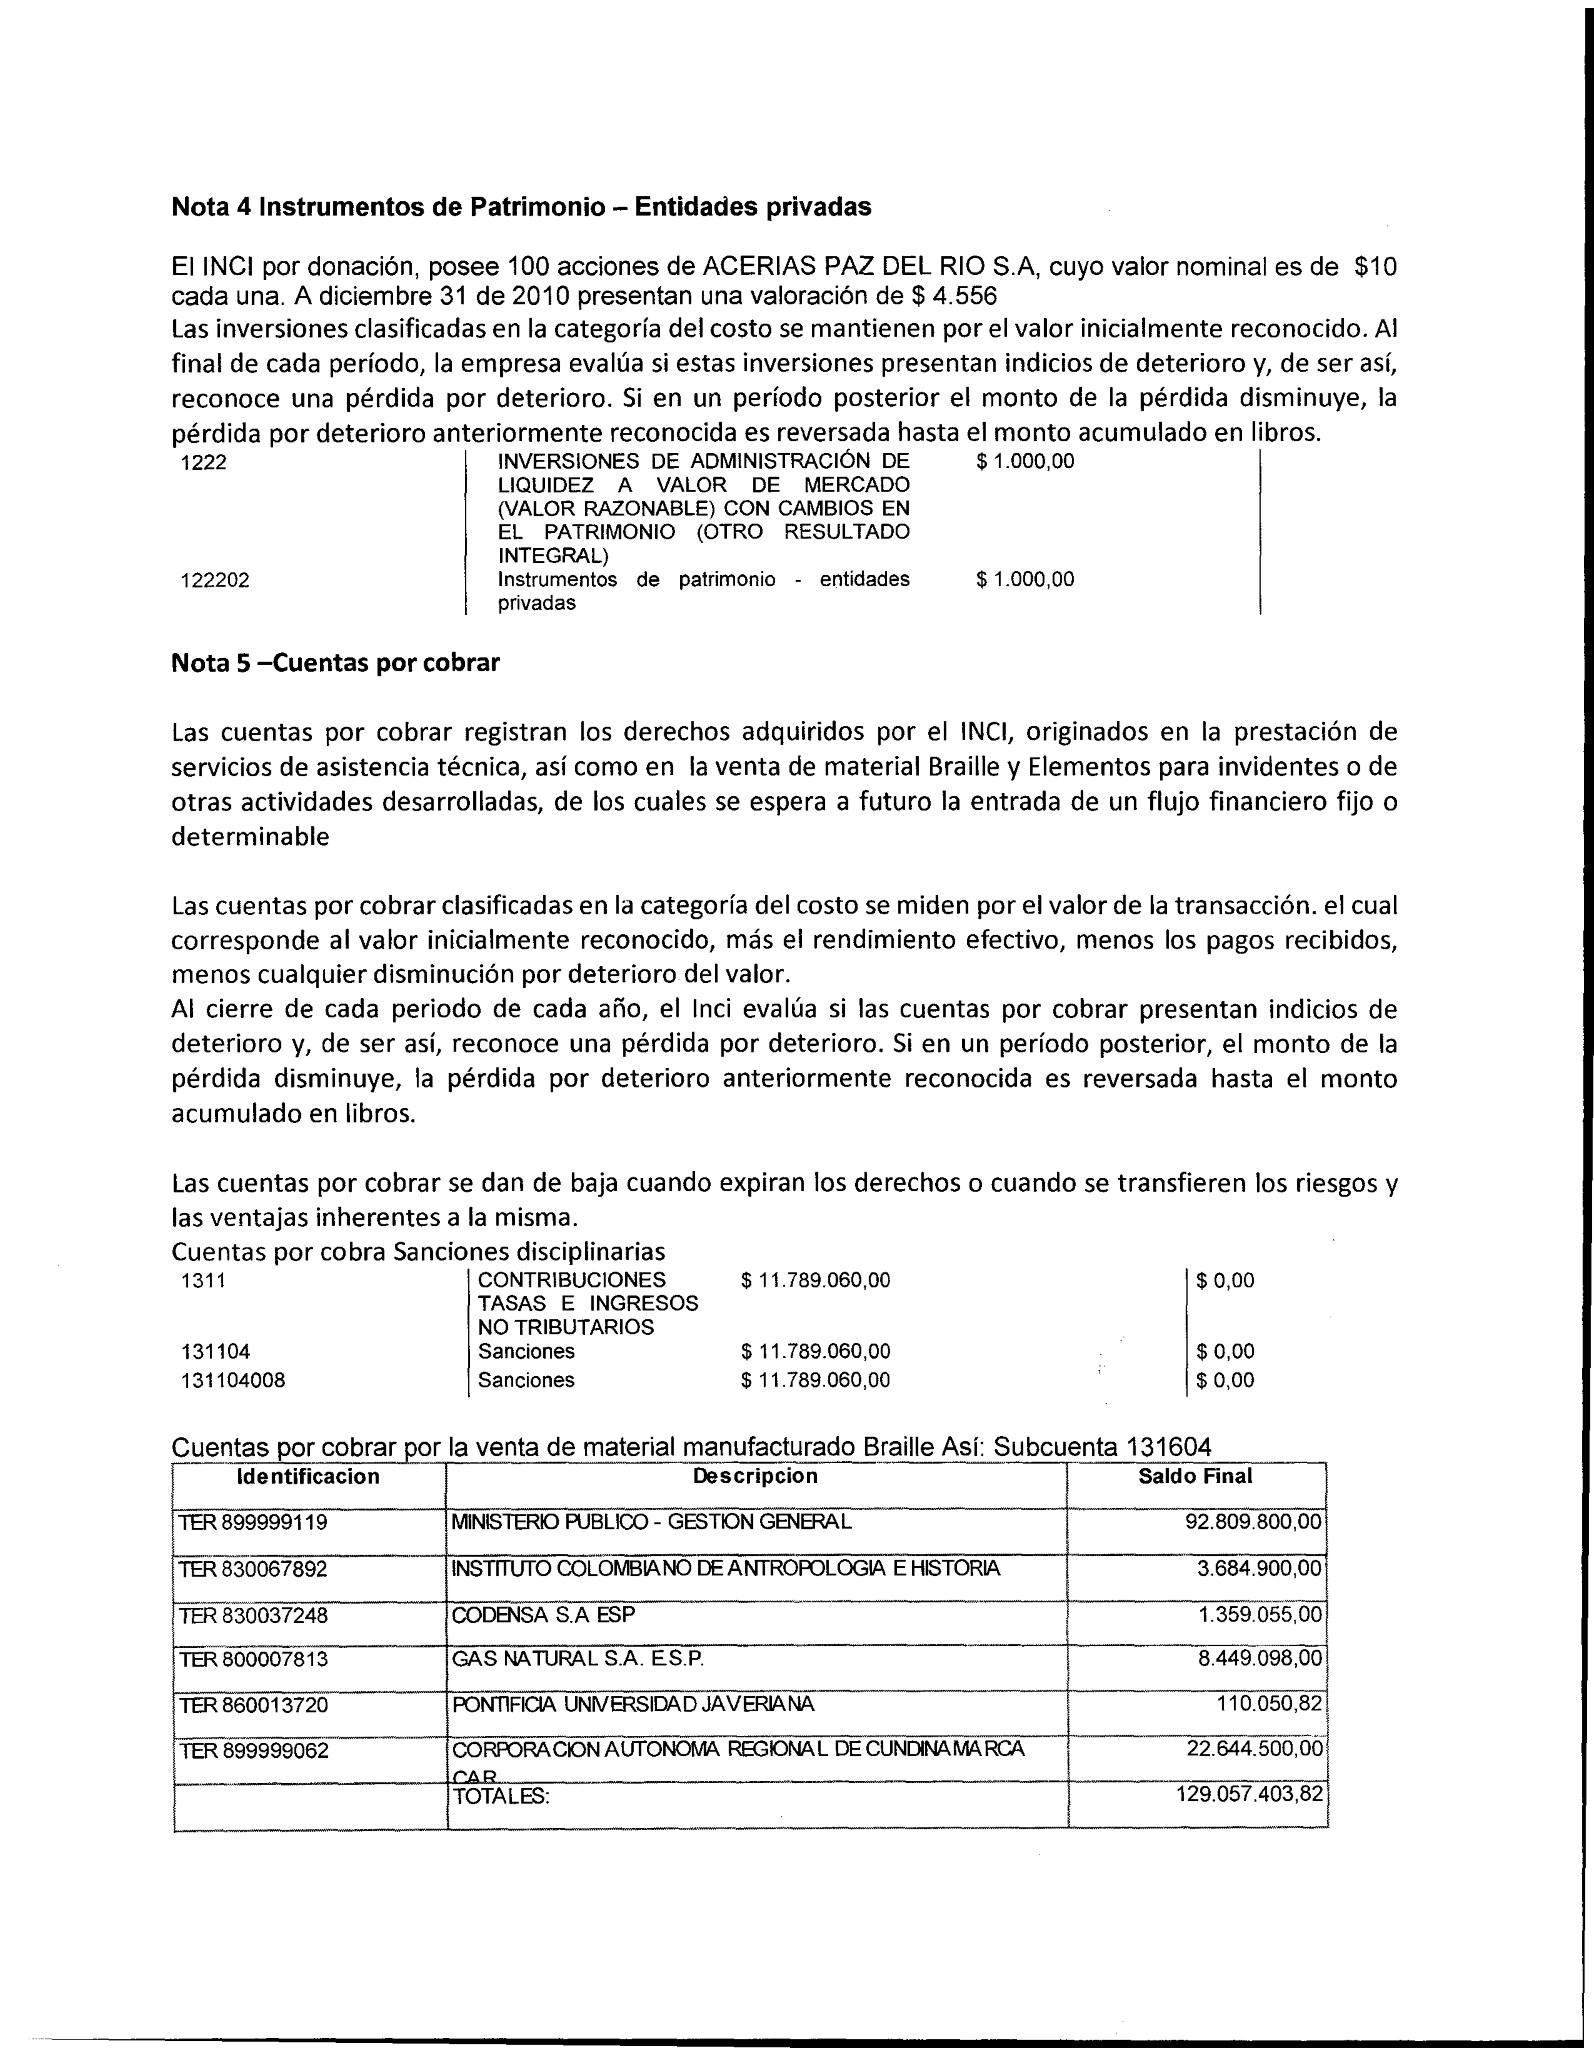 Nota 4 Instrumentos de Patrimonio – Entidades privadas
El INCI por donación, posee 100 acciones de ACERIAS PAZ DEL RIO S.A, cuyo valor nominal es de $10
cada una. A diciembre 31 de 2010 presentan una valoración de $ 4.556
Las inversiones clasificadas en la categoría del costo se mantienen por el valor inicialmente reconocido. Al
final de cada período, la empresa evalúa si estas inversiones presentan indicios de deterioro y, de ser así,
reconoce una pérdida por deterioro. Si en un período posterior el monto de la pérdida disminuye, la
pérdida por deterioro anteriormente reconocida es reversada hasta el monto acumulado en libros.
1222 INVERSIONES DE ADMINISTRACIÓN DE $ 1.000,00
LIQUIDEZ A VALOR DE MERCADO
(VALOR RAZONABLE) CON CAMBIOS EN
EL PATRIMONIO (OTRO RESULTADO
INTEGRAL)
122202 Instrumentos de patrimonio - entidades $ 1.000,00
privadas
Nota 5 –Cuentas por cobrar
Las cuentas por cobrar registran los derechos adquiridos por el INCI, originados en la prestación de
servicios de asistencia técnica, así como en la venta de material Braille y Elementos para invidentes o de
otras actividades desarrolladas, de los cuales se espera a futuro la entrada de un flujo financiero fijo o
determinable
Las cuentas por cobrar clasificadas en la categoría del costo se miden por el valor de la transacción. el cual
corresponde al valor inicialmente reconocido, más el rendimiento efectivo, menos los pagos recibidos,
menos cualquier disminución por deterioro del valor.
Al cierre de cada periodo de cada año, el Inci evalúa si las cuentas por cobrar presentan indicios de
deterioro y, de ser así, reconoce una pérdida por deterioro. Si en un período posterior, el monto de la
pérdida disminuye, la pérdida por deterioro anteriormente reconocida es reversada hasta el monto
acumulado en libros.
Las cuentas por cobrar se dan de baja cuando expiran los derechos o cuando se transfieren los riesgos y
las ventajas inherentes a la misma.
Cuentas por cobra Sanciones disciplinarias
1311 CONTRIBUCIONES $ 11.789.060,00 $ 0,00
TASAS E INGRESOS
NO TRIBUTARIOS
131104 Sanciones $ 11.789.060,00 $ 0,00
131104008 Sanciones $ 11.789.060,00 $ 0,00
Cuentas por cobrar por la venta de material manufacturado Braille Así: Subcuenta 131604
Identificacion Descripcion Saldo Final
TER 899999119 MINISTERIO PUBLICO - GESTION GENERAL 92.809.800,00
TER 830067892 INSTITUTO COLOMBIANO DE ANTROPOLOGIA E HISTORIA 3.684.900,00
TER 830037248 CODENSA S.A ESP 1.359.055,00
TER 800007813 GAS NATURAL S.A. E.S.P. 8.449.098,00
TER 860013720 PONTIFICIA UNIVERSIDAD JAVERIANA 110.050,82
TER 899999062 CORPORACION AUTONOMA REGIONAL DE CUNDINAMARCA 22.644.500,00
CAR
TOTALES: 129.057.403,82